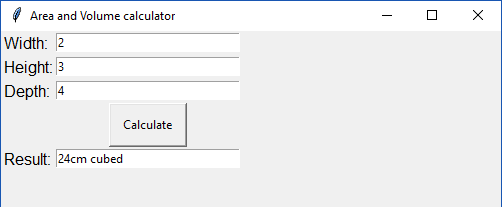 Area and Volume calculator
Width: 2
Height: 3
Depth: 4
Calculate
Result: 24cm cubed